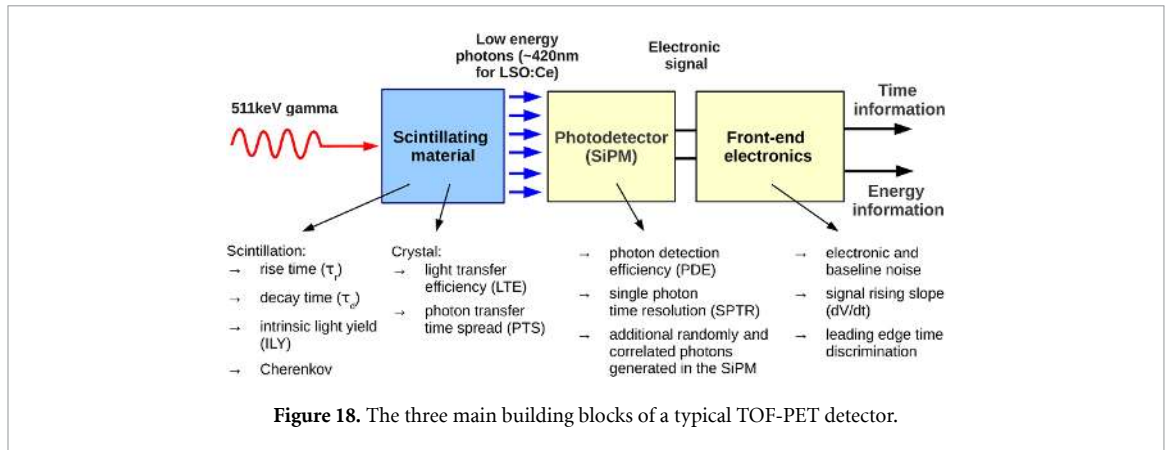 Low energy
photons (~420nm
for LSO:Ce)
Electronic
signal
511keV gamma
Scintillating
material
Photodetector
(SiPM)
Front-end
electronics
Time
information
Energy
information
Scintillation:
→ rise time (τr)
→ decay time (τd)
→ intrinsic light yield
(ILY)
→ Cherenkov
Crystal:
→ light transfer
efficiency (LTE)
→ photon transfer
time spread (PTS)
→ photon detection
efficiency (PDE)
→ single photon
time resolution (SPTR)
→ additional randomly and
correlated photons
generated in the SiPM
→ electronic and
baseline noise
→ signal rising slope
(dV/dt)
→ leading edge time
discrimination
Figure 18. The three main building blocks of a typical TOF-PET detector.